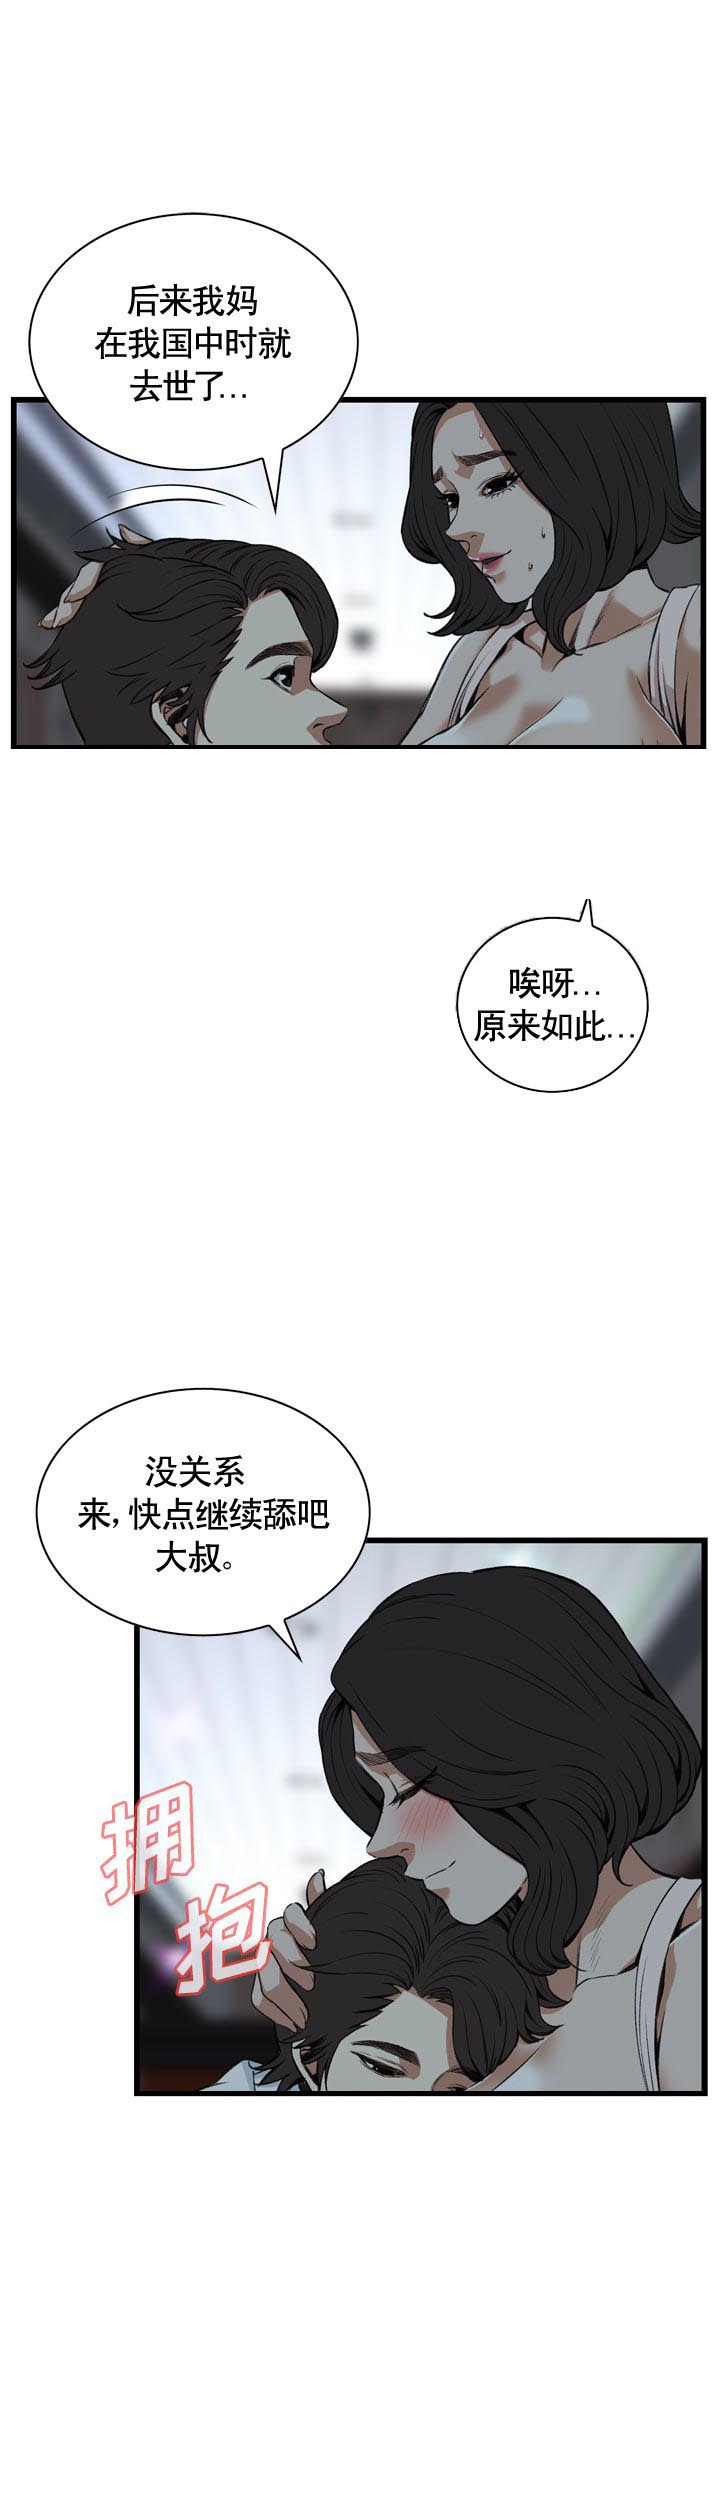 后来我妈
在我国中时就
去世了...
唉呀...
原来如此...
没关系
来,快点继续舔吧
大叔。
拥
抱